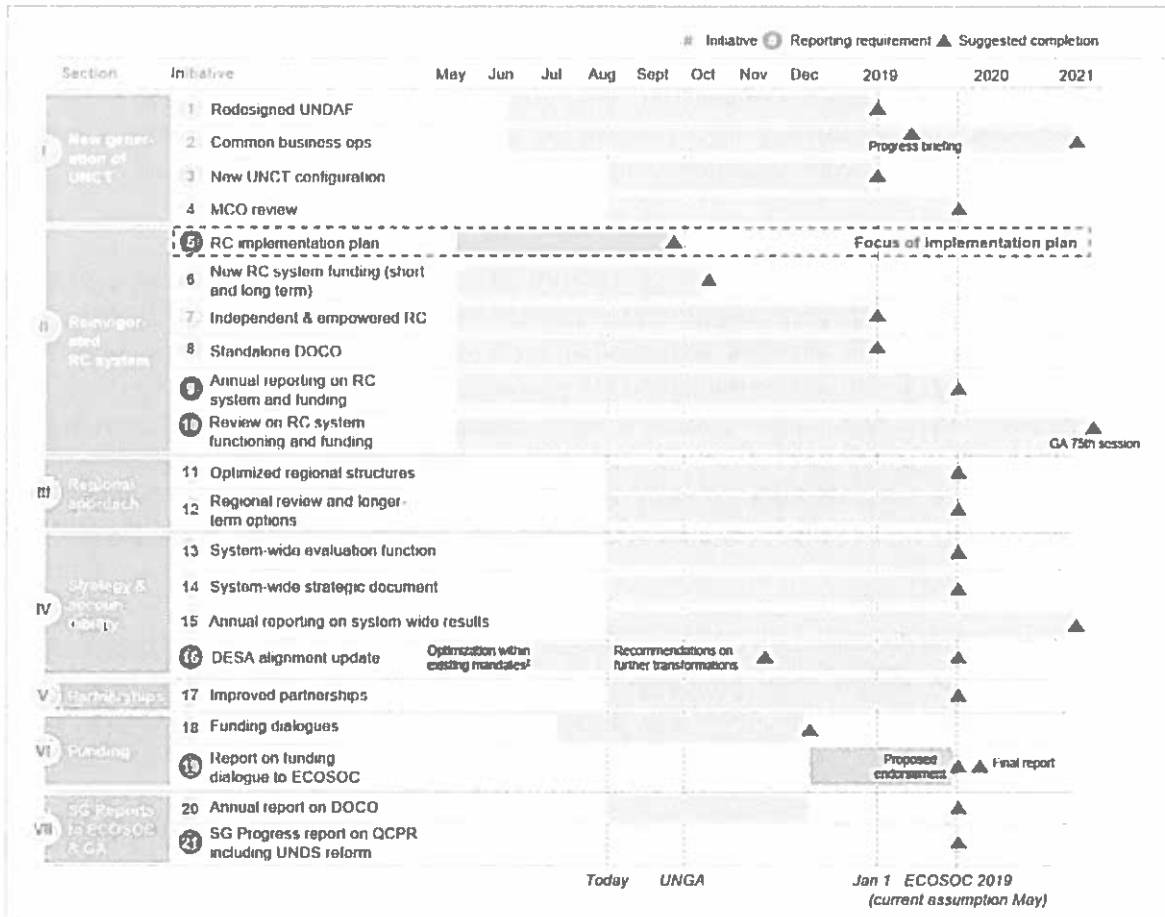 # Initiative Reporting requirement Suggested completion
Section Initiative May Jun Jul Aug Sept Oct Nov Dec 2019 2020 2021
I New gener-
ation of
UNCT
1 Redesigned UNDAF
2 Common business ops
Progress briefing
3 New UNCT configuration
4 MCO review
II Reinvigor-
ated
RC system
5 RC implementation plan Focus of implementation plan
6 New RC system funding (short
and long term)
7 Independent & empowered RC
8 Standalone DOCO
9 Annual reporting on RC
system and funding
10 Review on RC system
functioning and funding
GA 75th session
III Regional
approach
11 Optimized regional structures
12 Regional review and longer-
term options
IV Strategy &
account-
ability
13 System-wide evaluation function
14 System-wide strategic document
15 Annual reporting on system wide results
16 DESA alignment update
Optimization within
existing mandates²
Recommendations on
further transformations
V Partnerships
17 Improved partnerships
VI Funding
18 Funding dialogues
19 Report on funding
dialogue to ECOSOC
Proposed
endorsement
Final report
VII SG Reports
to ECOSOC
& GA
20 Annual report on DOCO
21 SG Progress report on QCPR
including UNDS reform
Today UNGA Jan 1 ECOSOC 2019
(current assumption May)